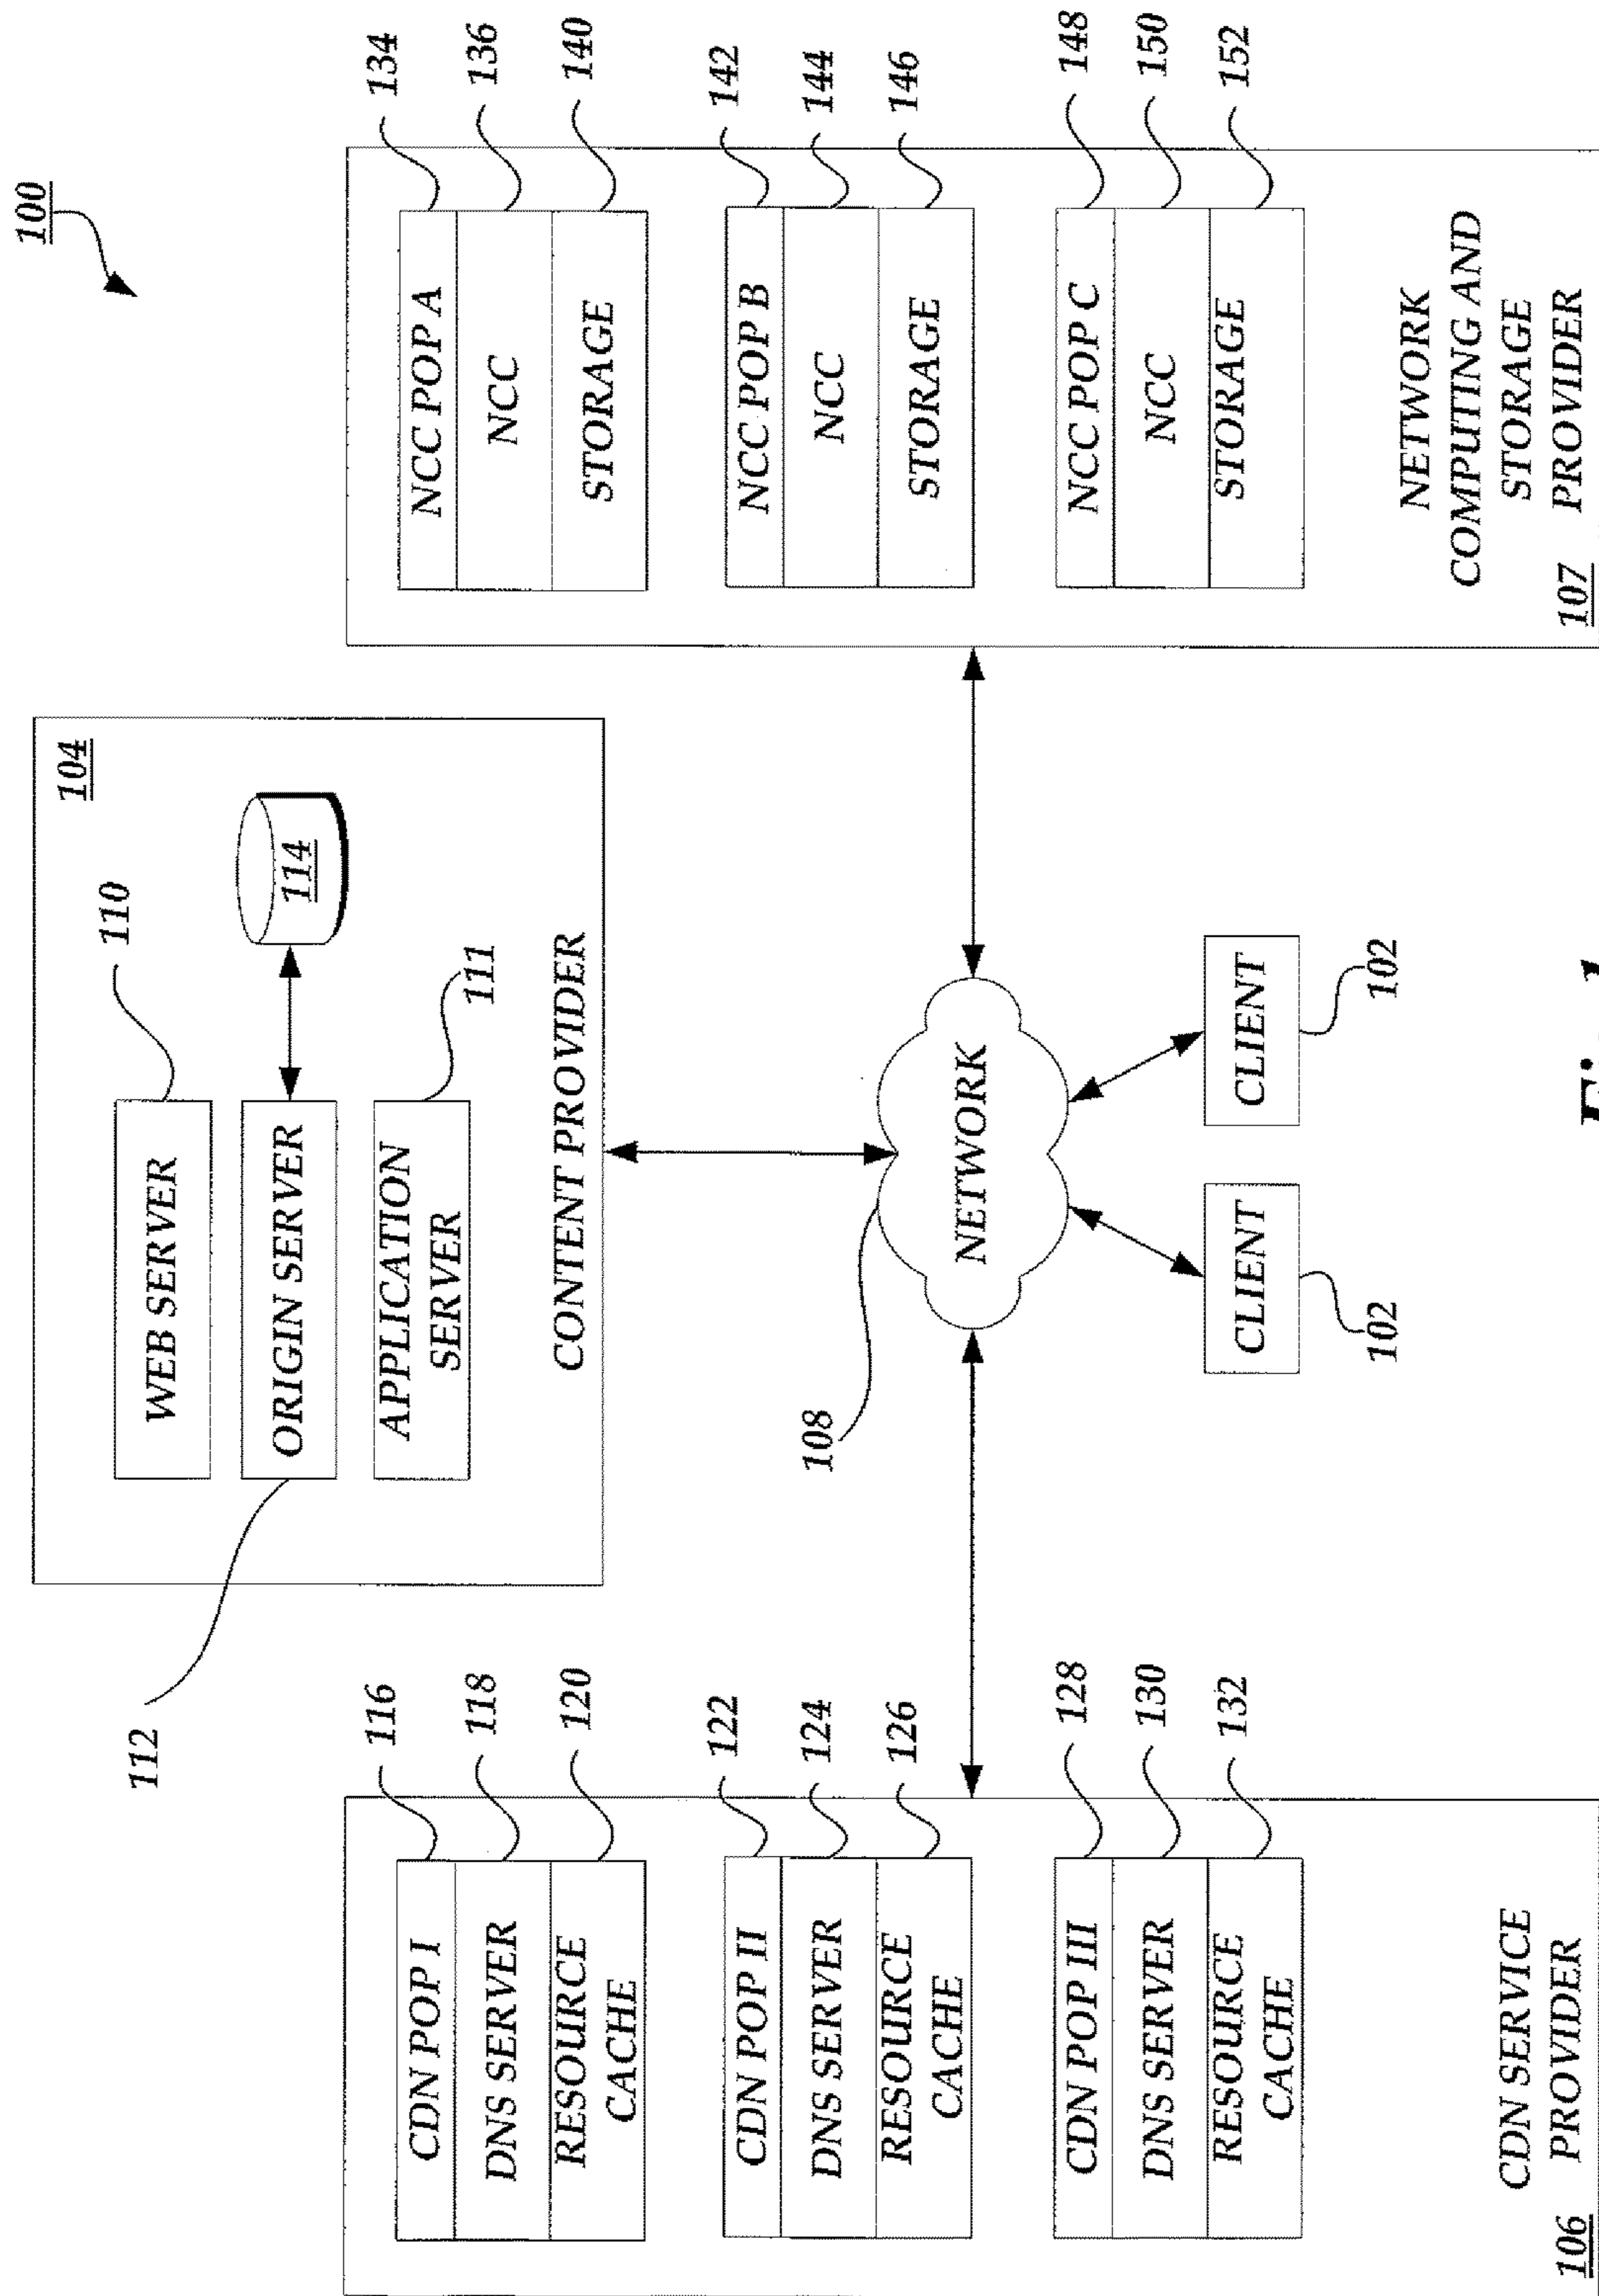 100
104
110
WEB SERVER
ORIGIN SERVER
114
APPLICATION
SERVER
111
112
CONTENT PROVIDER
CDN POP I
116
DNS SERVER
118
RESOURCE
CACHE
120
CDN POP II
122
DNS SERVER
124
RESOURCE
CACHE
126
CDN POP III
128
DNS SERVER
130
RESOURCE
CACHE
132
CDN SERVICE
PROVIDER
106
108
NETWORK
CLIENT
102
CLIENT
102
NCC POP A
134
NCC
136
STORAGE
140
NCC POP B
142
NCC
144
STORAGE
146
NCC POP C
148
NCC
150
STORAGE
152
NETWORK
COMPUTING AND
STORAGE
PROVIDER
107